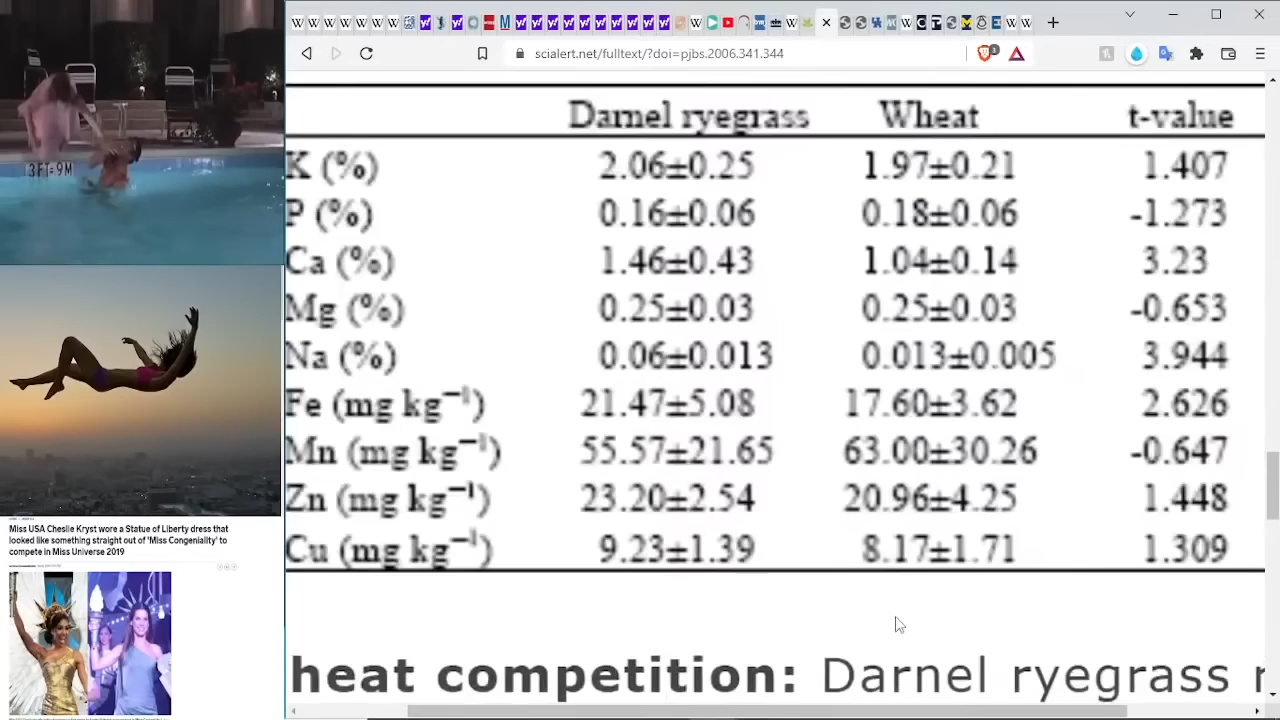 scialert.net/fulltext/?doi=pjbs.2006.341.344
3FT=9M
Darnel ryegrass Wheat t-value
K (%) 2.06±0.25 1.97±0.21 1.407
P (%) 0.16±0.06 0.18±0.06 -1.273
Ca (%) 1.46±0.43 1.04±0.14 3.23
Mg (%) 0.25±0.03 0.25±0.03 -0.653
Na (%) 0.06±0.013 0.013±0.005 3.944
Fe (mg kg⁻¹) 21.47±5.08 17.60±3.62 2.626
Mn (mg kg⁻¹) 55.57±21.65 63.00±30.26 -0.647
Zn (mg kg⁻¹) 23.20±2.54 20.96±4.25 1.448
Cu (mg kg⁻¹) 9.23±1.39 8.17±1.71 1.309
heat competition: Darnel ryegrass r
Miss USA Cheslie Kryst wore a Statue of Liberty dress that
looked like something straight out of 'Miss Congeniality' to
compete in Miss Universe 2019